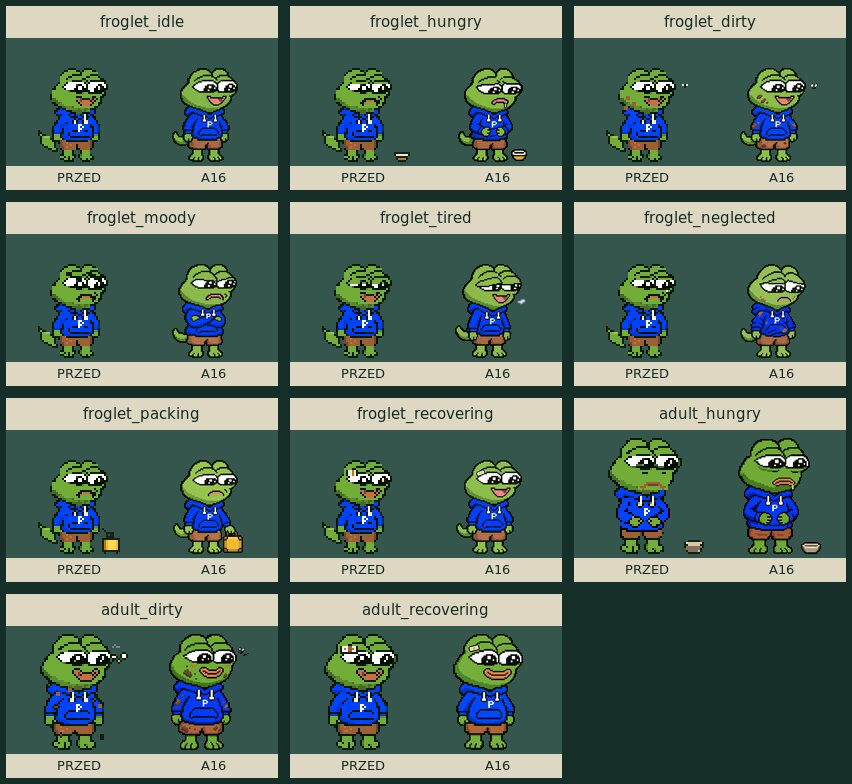 froglet_idle
PRZED A16
froglet_hungry
PRZED A16
froglet_dirty
PRZED A16
froglet_moody
PRZED A16
froglet_tired
PRZED A16
froglet_neglected
PRZED A16
froglet_packing
PRZED A16
froglet_recovering
PRZED A16
adult_hungry
PRZED A16
adult_dirty
PRZED A16
adult_recovering
PRZED A16